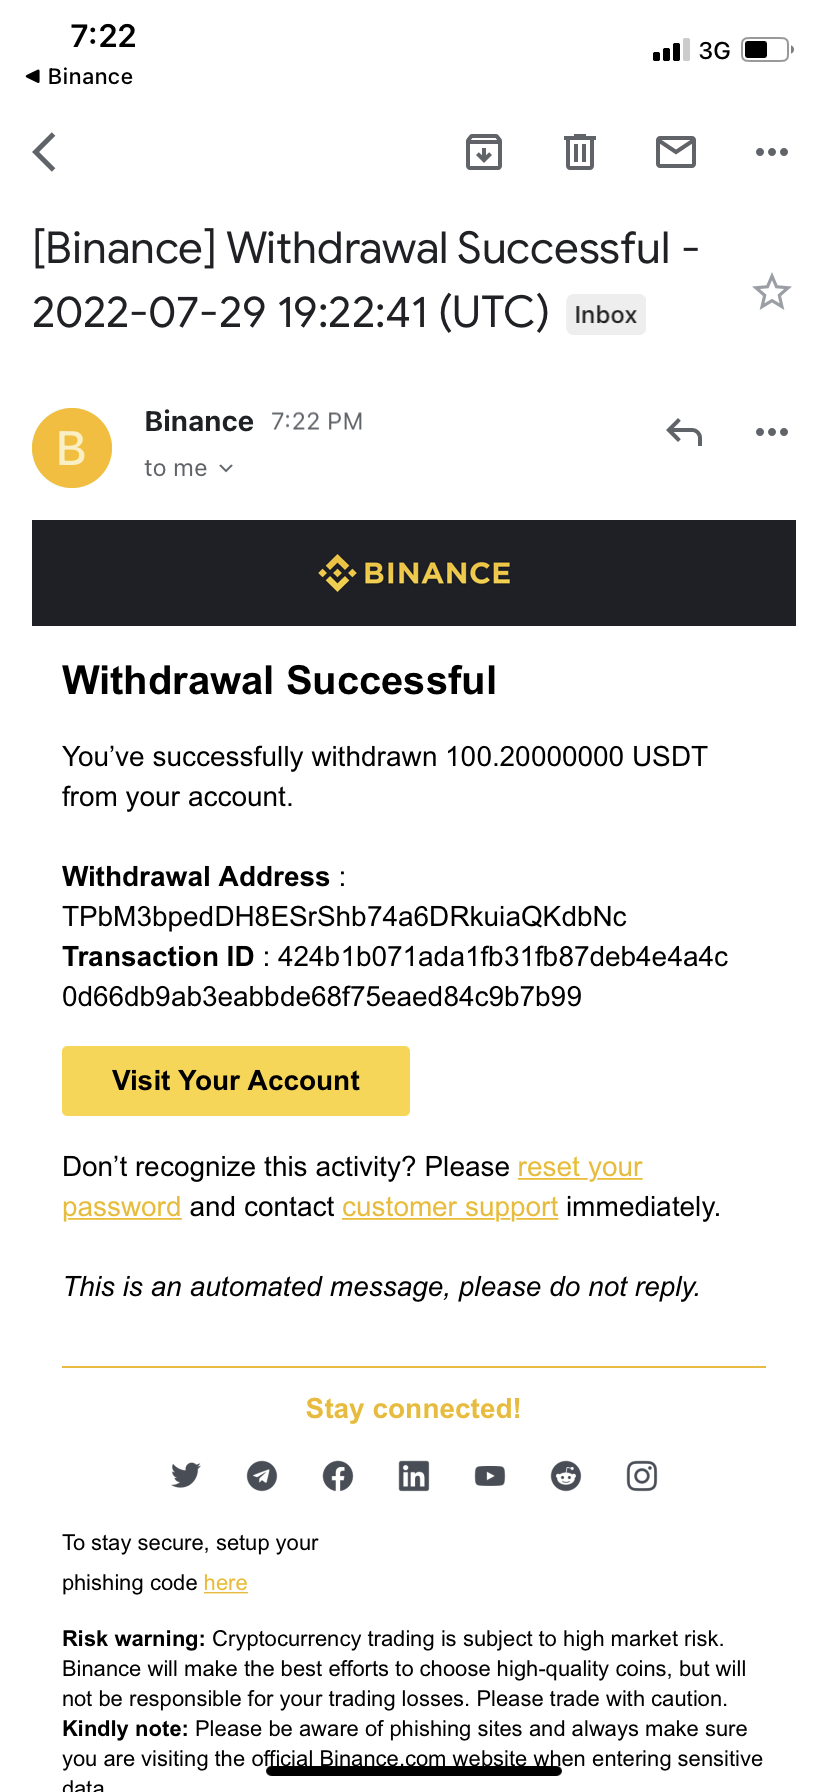 7:22
3G
Binance
[Binance] Withdrawal Successful -
2022-07-29 19:22:41 (UTC) Inbox
B
Binance 7:22 PM
to me
BINANCE
Withdrawal Successful
You’ve successfully withdrawn 100.20000000 USDT
from your account.
Withdrawal Address :
TPbM3bpedDH8ESrShb74a6DRkuiaQKdbNc
Transaction ID : 424b1b071ada1fb31fb87deb4e4a4c
0d66db9ab3eabbde68f75eaed84c9b7b99
Visit Your Account
Don’t recognize this activity? Please reset your
password and contact customer support immediately.
This is an automated message, please do not reply.
Stay connected!
To stay secure, setup your
phishing code here
Risk warning: Cryptocurrency trading is subject to high market risk.
Binance will make the best efforts to choose high-quality coins, but will
not be responsible for your trading losses. Please trade with caution.
Kindly note: Please be aware of phishing sites and always make sure
you are visiting the official Binance.com website when entering sensitive
data.